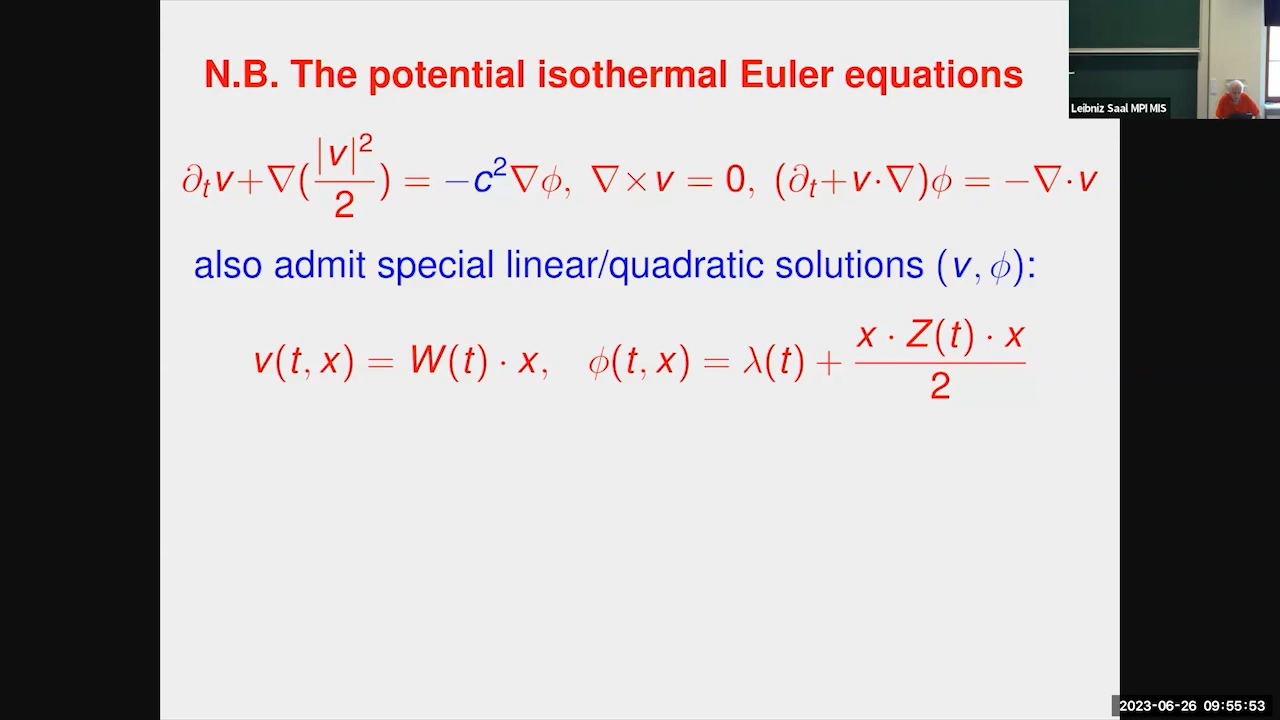 N.B. The potential isothermal Euler equations
∂ₜv+∇(|v|²/2) = −c²∇ϕ, ∇×v = 0, (∂ₜ+v·∇)ϕ = −∇·v
also admit special linear/quadratic solutions (v, ϕ):
v(t, x) = W(t) · x, ϕ(t, x) = λ(t) + x · Z(t) · x / 2
Leibniz Saal MPI MIS
2023-06-26 09:55:53